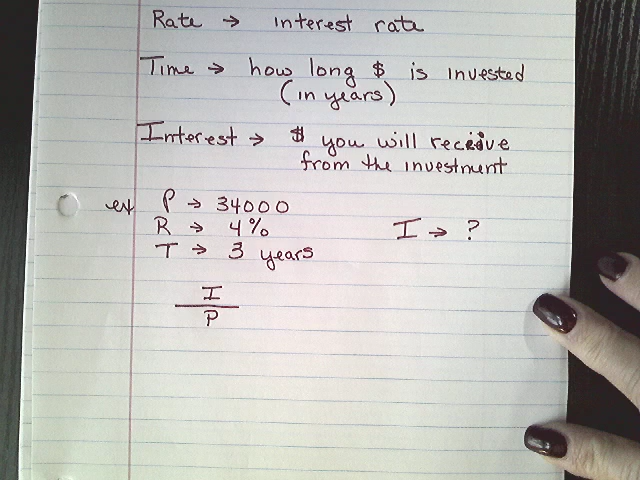 Rate → interest rate
Time → how long $ is invested
(in years)
Interest → $ you will receive
from the investment
ex P → 34000
R → 4% I → ?
T → 3 years
I
P